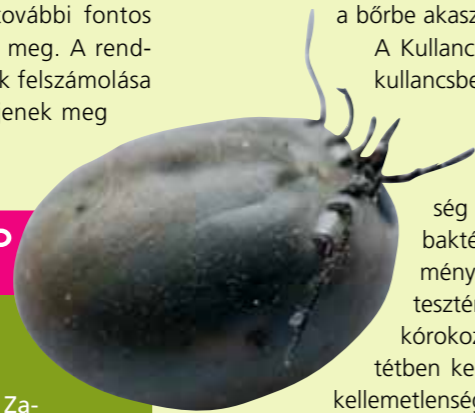 további fontos
meg. A rend-
k felszámolása
enek meg
P
Za-
a bőrbe akasz
A Kullanc
kullancsbe
ség
bakté
mény
tesztér
kórokoz
tétben ke
kellemetlenség